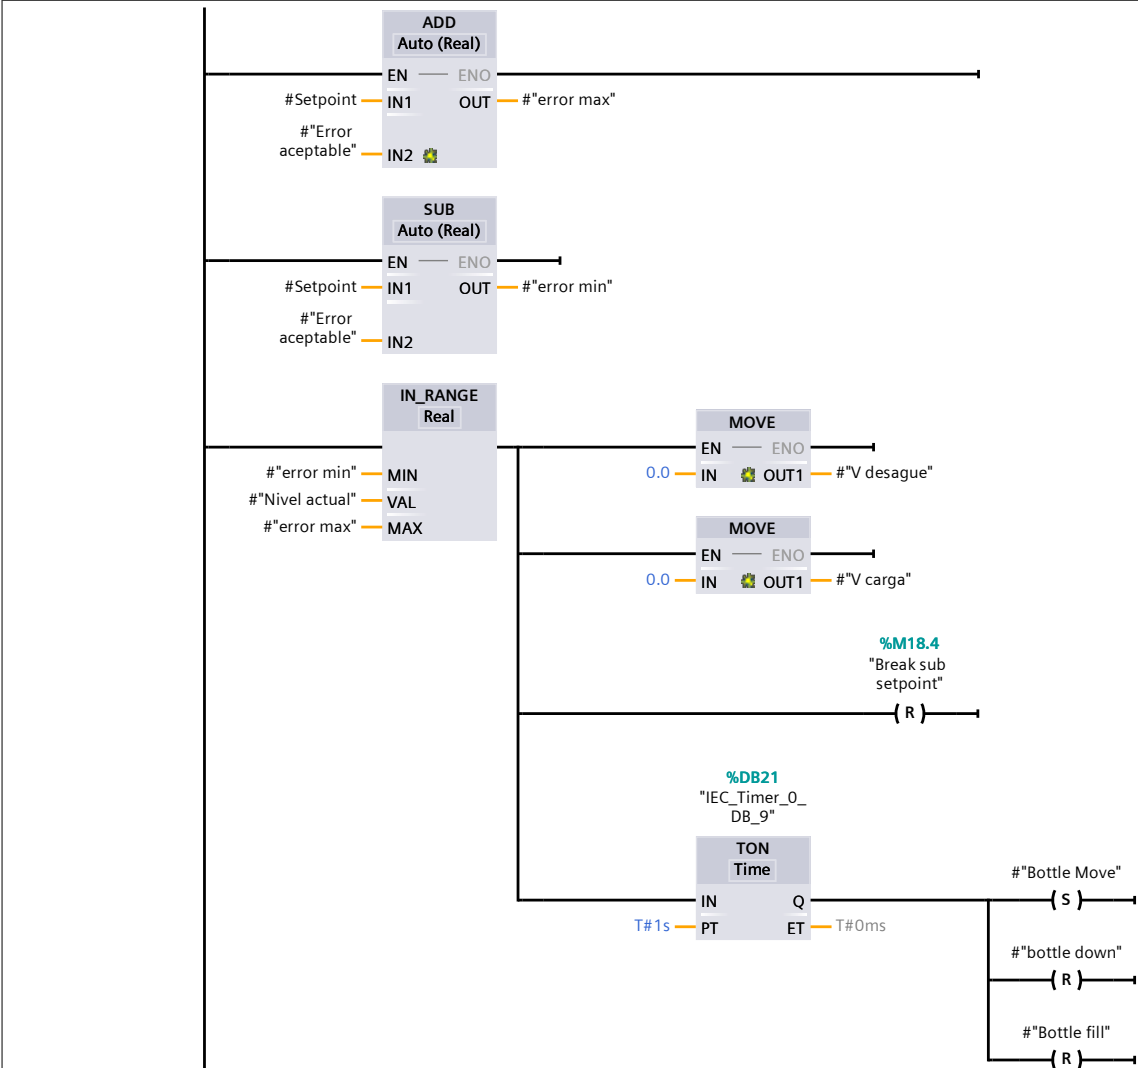 ADD
Auto (Real)
EN ENO
#Setpoint IN1 OUT #"error max"
#"Error
aceptable" IN2
SUB
Auto (Real)
EN ENO
#Setpoint IN1 OUT #"error min"
#"Error
aceptable" IN2
IN_RANGE
Real
#"error min" MIN
#"Nivel actual" VAL
#"error max" MAX
MOVE
EN ENO
0.0 IN OUT1 #"V desague"
MOVE
EN ENO
0.0 IN OUT1 #"V carga"
%M18.4
"Break sub
setpoint"
R
%DB21
"IEC_Timer_0_
DB_9"
TON
Time
IN Q
T#1s PT ET T#0ms
#"Bottle Move"
S
#"bottle down"
R
#"Bottle fill"
R